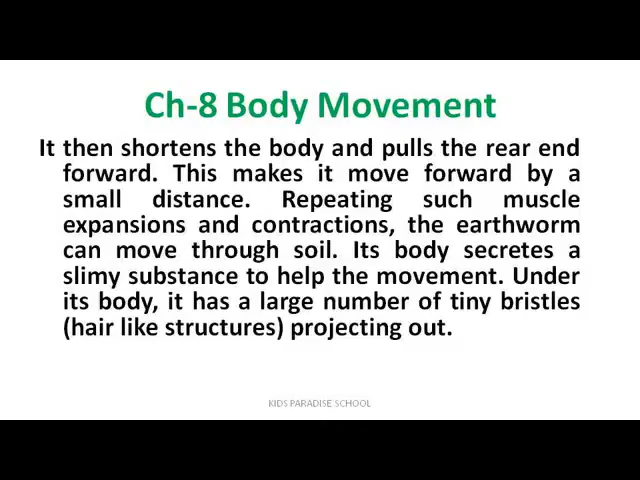 Ch-8 Body Movement
It then shortens the body and pulls the rear end
forward. This makes it move forward by a
small distance. Repeating such muscle
expansions and contractions, the earthworm
can move through soil. Its body secretes a
slimy substance to help the movement. Under
its body, it has a large number of tiny bristles
(hair like structures) projecting out.
KIDS PARADISE SCHOOL